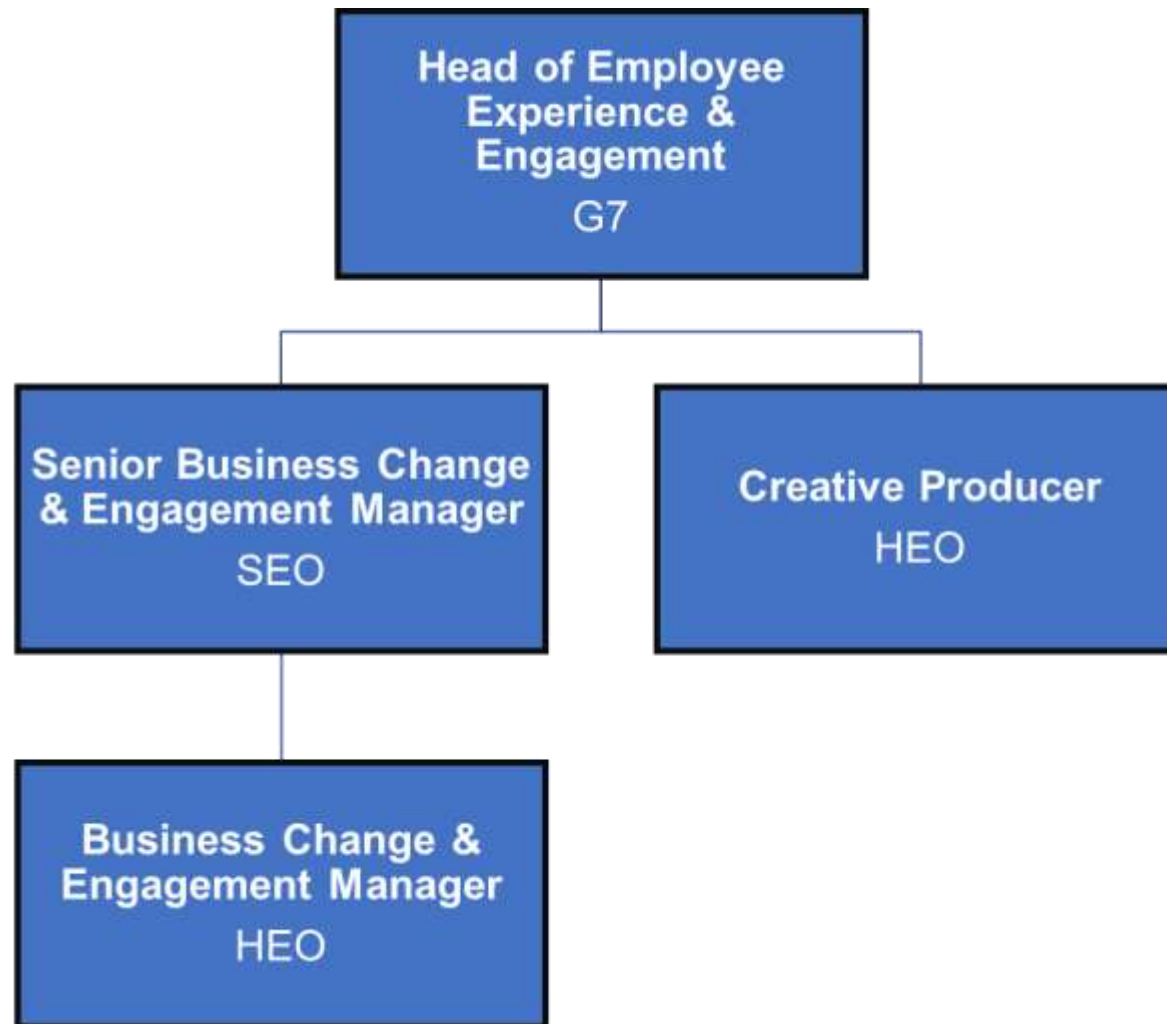 Head of Employee
Experience &
Engagement
G7
Senior Business Change
& Engagement Manager
SEO
Creative Producer
HEO
Business Change &
Engagement Manager
HEO